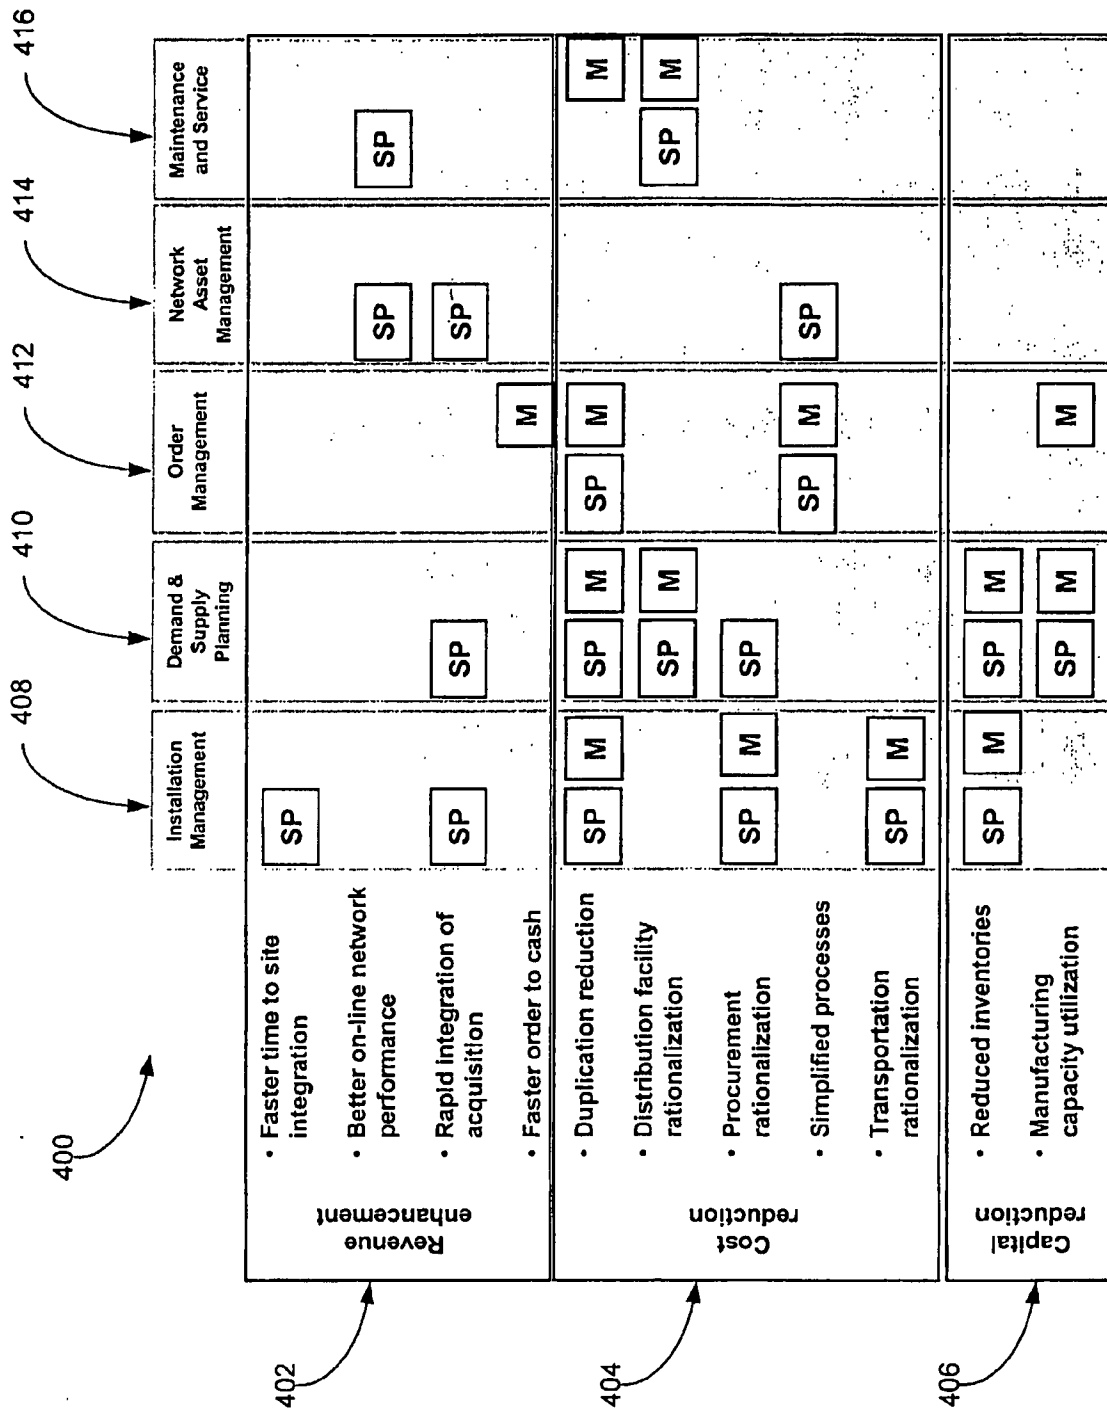 400
408
410
412
414
416
Installation
Management
Demand &
Supply
Planning
Order
Management
Network
Asset
Management
Maintenance
and Service
402
Revenue
enhancement
• Faster time to site
integration
SP
• Better on-line network
performance
SP
SP
• Rapid integration of
acquisition
SP
SP
SP
• Faster order to cash
M
404
Cost
reduction
• Duplication reduction
SP
M
SP
M
SP
M
M
• Distribution facility
rationalization
SP
M
SP
M
• Procurement
rationalization
SP
M
SP
• Simplified processes
SP
M
SP
• Transportation
rationalization
SP
M
406
Capital
reduction
• Reduced inventories
SP
M
SP
M
• Manufacturing
capacity utilization
SP
M
M